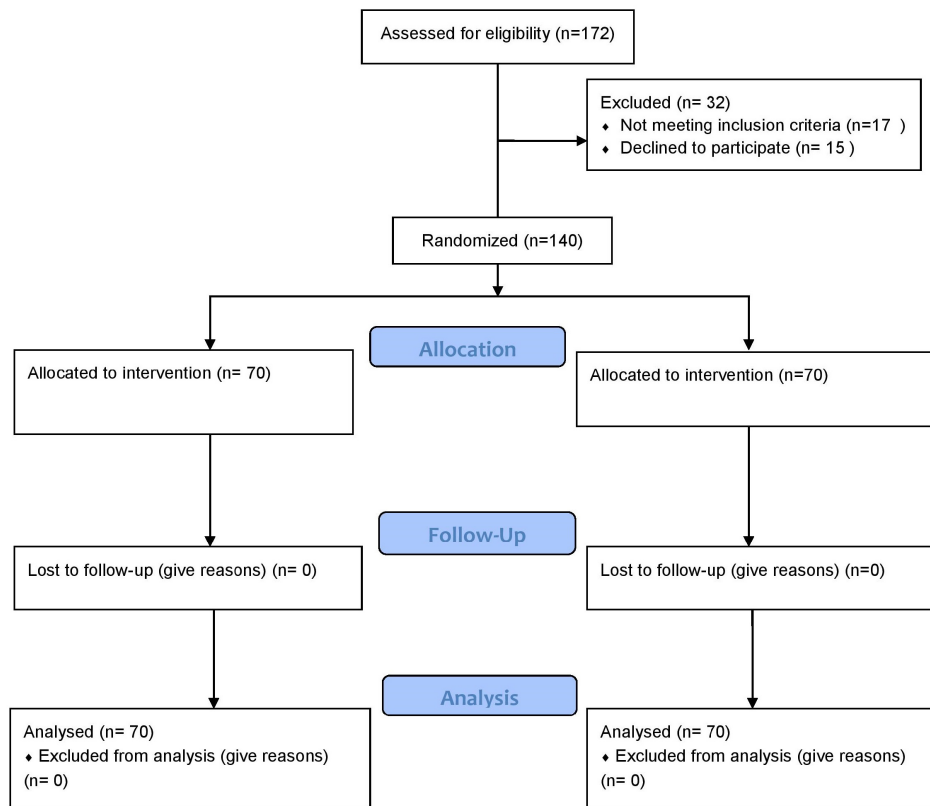 Assessed for eligibility (n=172)
Excluded (n= 32)
♦ Not meeting inclusion criteria (n=17 )
♦ Declined to participate (n= 15 )
Randomized (n=140)
Allocation
Allocated to intervention (n= 70)
Allocated to intervention (n=70)
Follow-Up
Lost to follow-up (give reasons) (n= 0)
Lost to follow-up (give reasons) (n=0)
Analysis
Analysed (n= 70)
♦ Excluded from analysis (give reasons)
(n= 0)
Analysed (n= 70)
♦ Excluded from analysis (give reasons)
(n= 0)